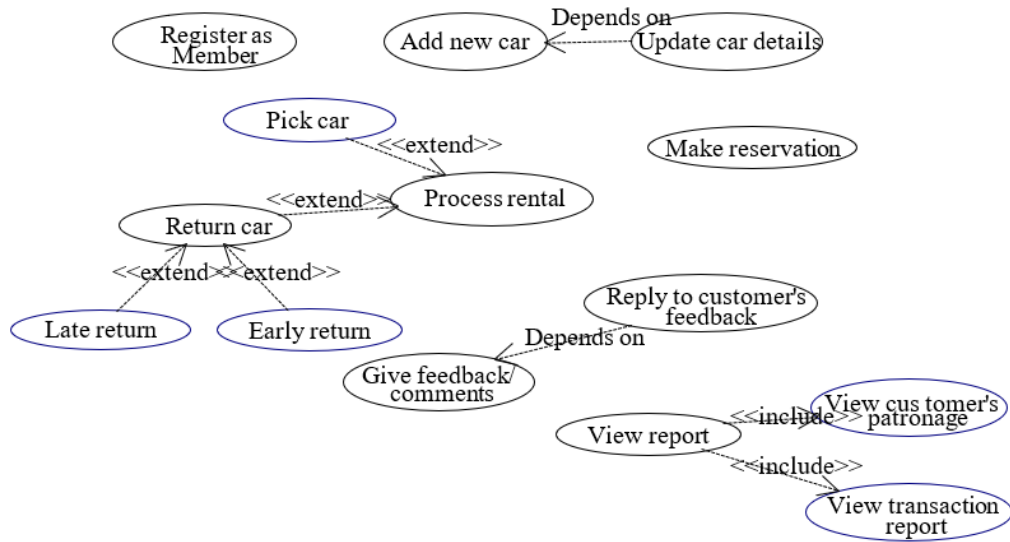 Register as
Member
Add new car
Depends on
Update car details
Pick car
<<extend>>
Make reservation
Process rental
<<extend>>
Return car
<<extend>>
<<extend>>
Late return
Early return
Reply to customer's
feedback
Depends on
Give feedback/
comments
View report
<<include>>
View cus tomer's
patronage
<<include>>
View transaction
report